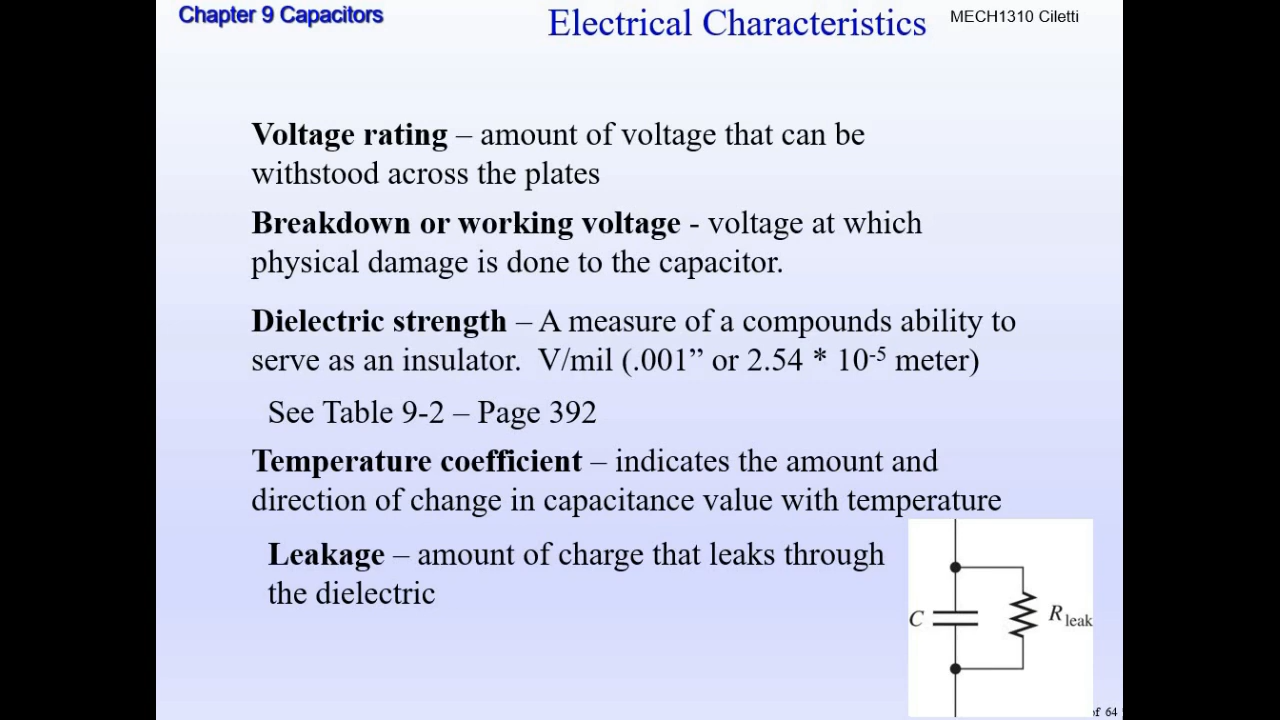 Chapter 9 Capacitors
Electrical Characteristics
MECH1310 Ciletti
Voltage rating – amount of voltage that can be
withstood across the plates
Breakdown or working voltage - voltage at which
physical damage is done to the capacitor.
Dielectric strength – A measure of a compounds ability to
serve as an insulator.  V/mil (.001” or 2.54 * 10-5 meter)
See Table 9-2 – Page 392
Temperature coefficient – indicates the amount and
direction of change in capacitance value with temperature
Leakage – amount of charge that leaks through
the dielectric
C
Rleak
of 64